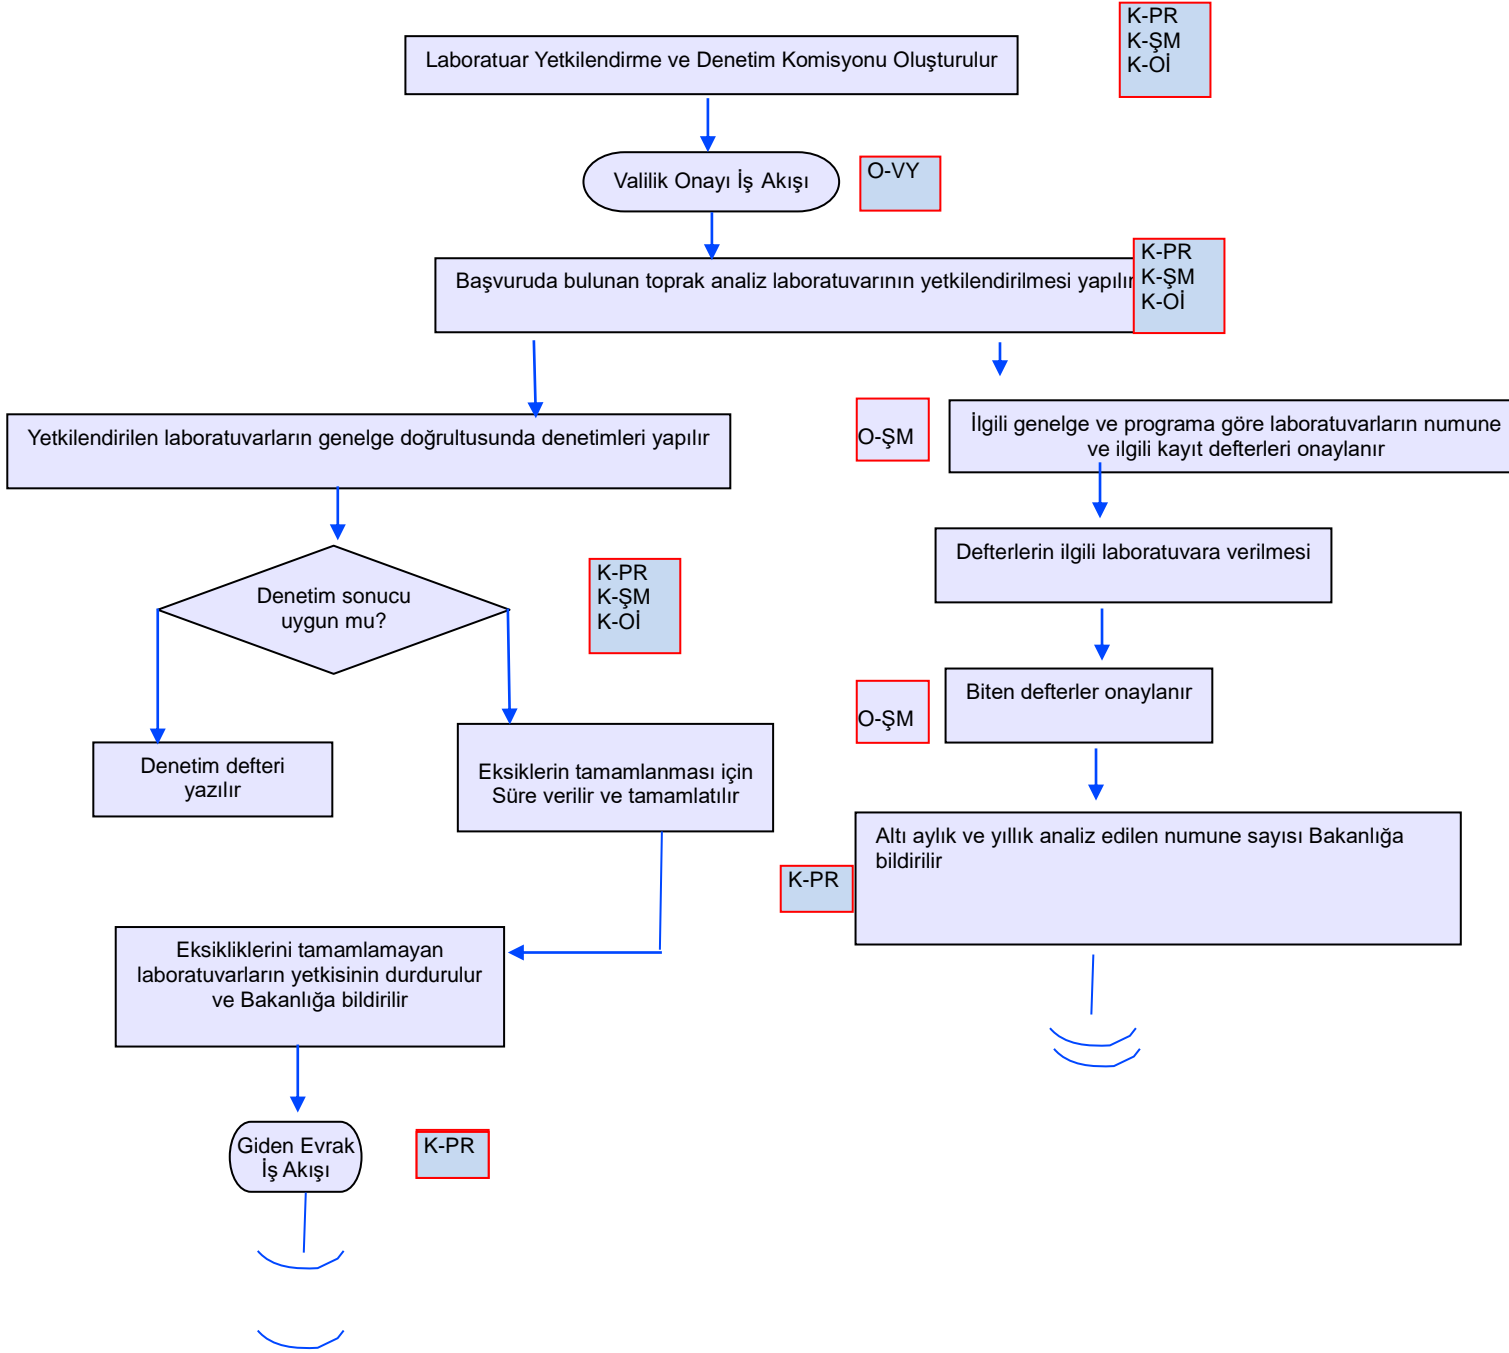 K-PR
K-ŞM
K-Oİ
Laboratuar Yetkilendirme ve Denetim Komisyonu Oluşturulur
Valilik Onayı İş Akışı
O-VY
Başvuruda bulunan toprak analiz laboratuvarının yetkilendirilmesi yapılır
K-PR
K-ŞM
K-Oİ
Yetkilendirilen laboratuvarların genelge doğrultusunda denetimleri yapılır
O-ŞM
İlgili genelge ve programa göre laboratuvarların numune
ve ilgili kayıt defterleri onaylanır
Denetim sonucu
uygun mu?
K-PR
K-ŞM
K-Oİ
Defterlerin ilgili laboratuvara verilmesi
O-ŞM
Biten defterler onaylanır
Denetim defteri
yazılır
Eksiklerin tamamlanması için
Süre verilir ve tamamlatılır
Altı aylık ve yıllık analiz edilen numune sayısı Bakanlığa
bildirilir
K-PR
Eksikliklerini tamamlamayan
laboratuvarların yetkisinin durdurulur
ve Bakanlığa bildirilir
Giden Evrak
İş Akışı
K-PR